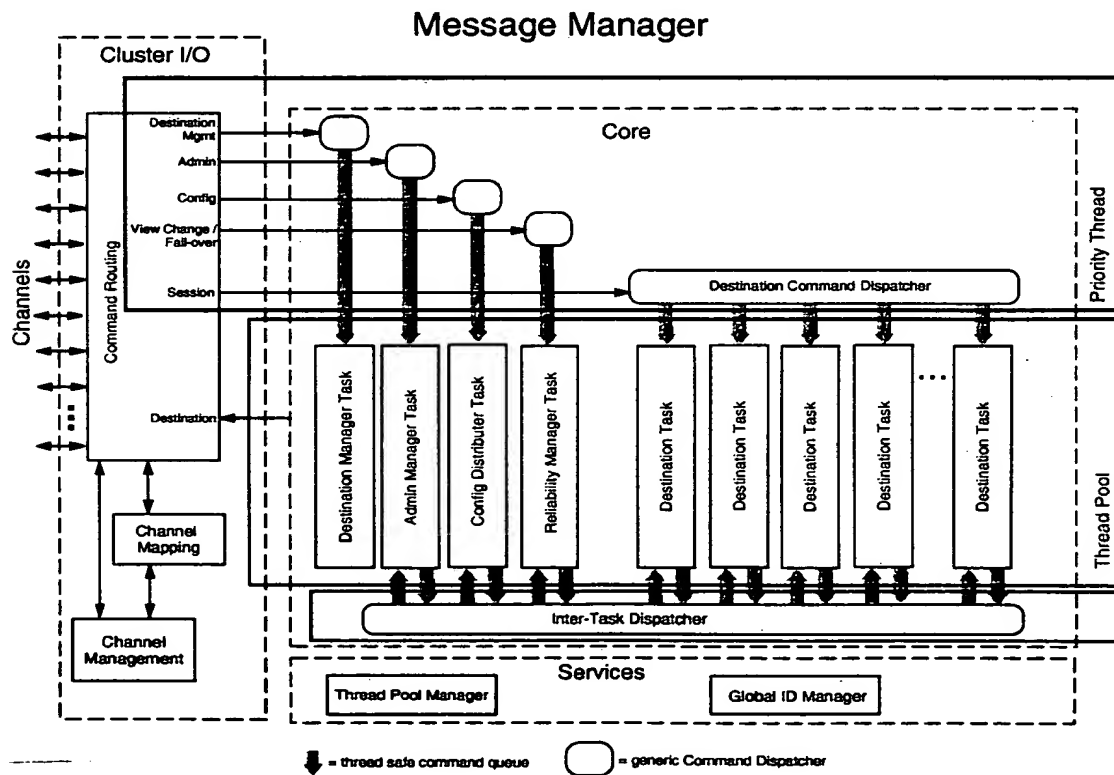 Message Manager
Cluster I/O
Core
Destination
Mgmt
Admin
Config
View Change /
Fail-over
Session
Destination
Command Routing
Channels
Channel
Mapping
Channel
Management
Destination Command Dispatcher
Priority Thread
Destination Manager Task
Admin Manager Task
Config Distributer Task
Reliability Manager Task
Destination Task
Destination Task
Destination Task
Destination Task
....
Destination Task
Thread Pool
Inter-Task Dispatcher
Services
Thread Pool Manager
Global ID Manager
= thread safe command queue
= generic Command Dispatcher